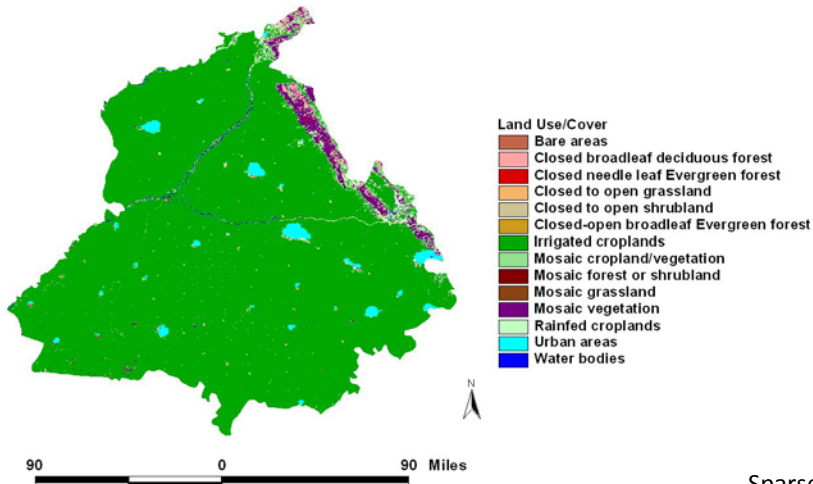 Land Use/Cover
Bare areas
Closed broadleaf deciduous forest
Closed needle leaf Evergreen forest
Closed to open grassland
Closed to open shrubland
Closed-open broadleaf Evergreen forest
Irrigated croplands
Mosaic cropland/vegetation
Mosaic forest or shrubland
Mosaic grassland
Mosaic vegetation
Rainfed croplands
Urban areas
Water bodies
N
90 0 90 Miles